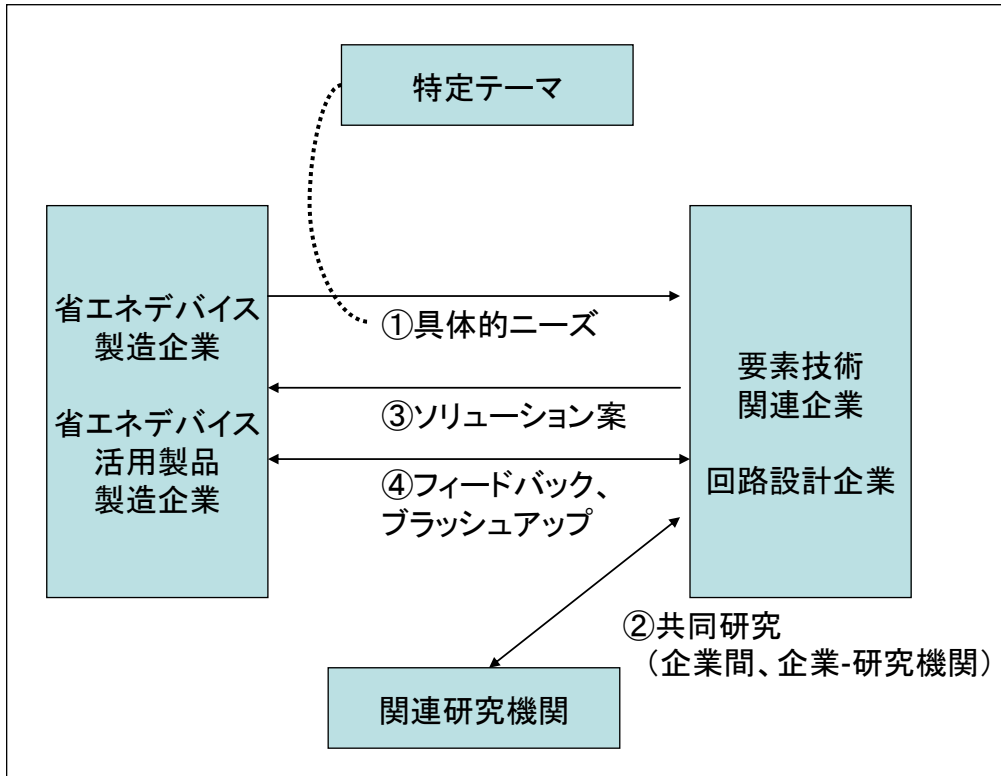 特定テーマ
省エネデバイス
製造企業
省エネデバイス
活用製品
製造企業
①具体的ニーズ
③ソリューション案
④フィードバック、
ブラッシュアップ
要素技術
関連企業
回路設計企業
②共同研究
（企業間、企業-研究機関）
関連研究機関